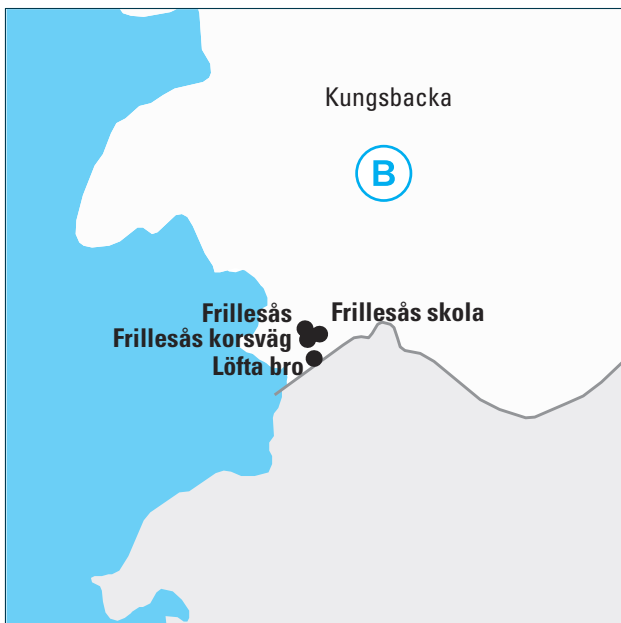 Kungsbacka
B
Frillesås
Frillesås skola
Frillesås korsväg
Löfta bro